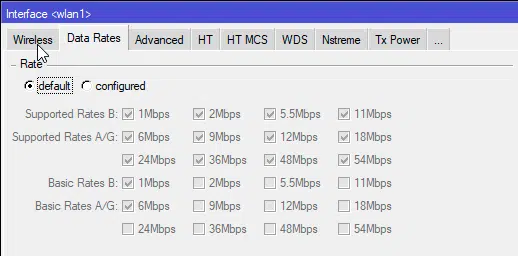 Interface <wlan1>
Wireless Data Rates Advanced HT HT MCS WDS Nstreme Tx Power ...
Rate
default configured
Supported Rates B: 1Mbps 2Mbps 5.5Mbps 11Mbps
Supported Rates A/G: 6Mbps 9Mbps 12Mbps 18Mbps
24Mbps 36Mbps 48Mbps 54Mbps
Basic Rates B: 1Mbps 2Mbps 5.5Mbps 11Mbps
Basic Rates A/G: 6Mbps 9Mbps 12Mbps 18Mbps
24Mbps 36Mbps 48Mbps 54Mbps